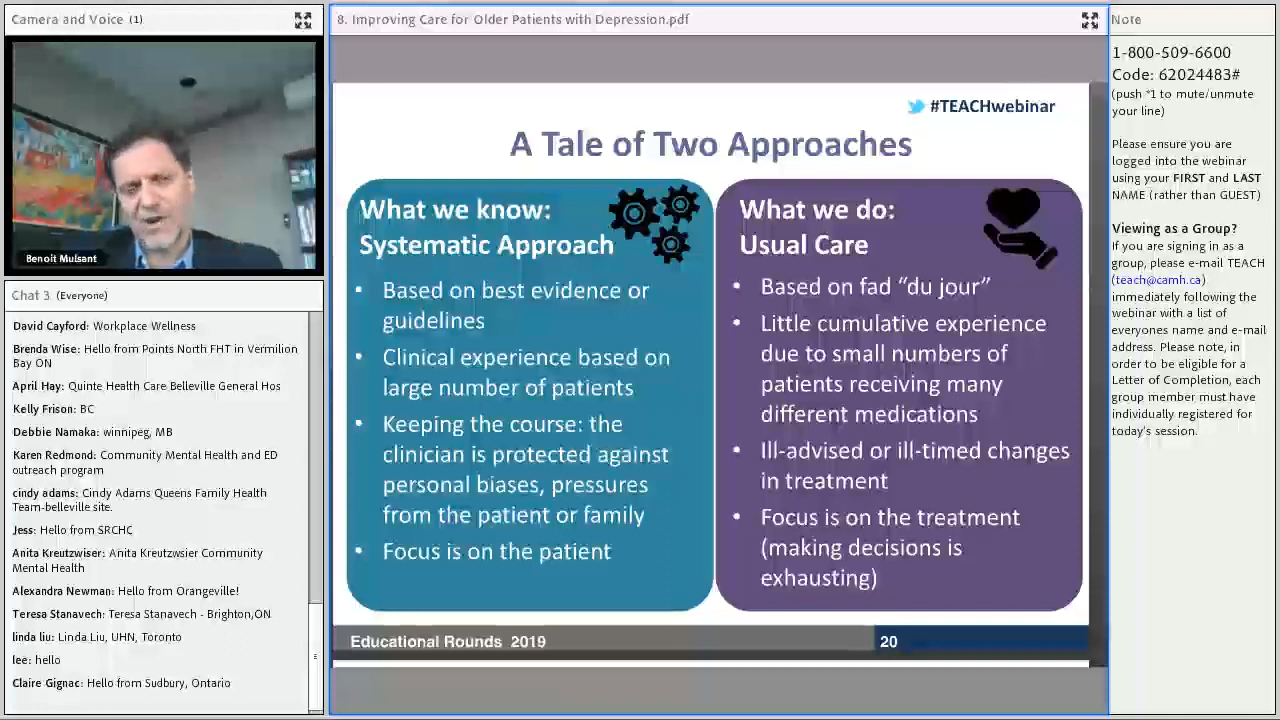 Camera and Voice (1)
Benoit Mulsant
Chat 3 (Everyone)
David Cayford: Workplace Wellness
Brenda Wise: Hello from Points North FHT in Vermilion
Bay ON
April Hay: Quinte Health Care Belleville General Hos
Kelly Frison: BC
Debbie Namaka: winnipeg, MB
Karen Redmond: Community Mental Health and ED
outreach program
cindy adams: Cindy Adams Queens Family Health
Team-belleville site.
Jess: Hello from SRCHC
Anita Kreutzwiser: Anita Kreutzwsier Community
Mental Health
Alexandra Newman: Hello from Orangeville!
Teresa Stanavech: Teresa Stanavech - Brighton,ON
linda liu: Linda Liu, UHN, Toronto
lee: hello
Claire Gignac: Hello from Sudbury, Ontario
8. Improving Care for Older Patients with Depression.pdf
#TEACHwebinar
A Tale of Two Approaches
What we know:
Systematic Approach
• Based on best evidence or
guidelines
• Clinical experience based on
large number of patients
• Keeping the course: the
clinician is protected against
personal biases, pressures
from the patient or family
• Focus is on the patient
What we do:
Usual Care
• Based on fad “du jour”
• Little cumulative experience
due to small numbers of
patients receiving many
different medications
• Ill-advised or ill-timed changes
in treatment
• Focus is on the treatment
(making decisions is
exhausting)
Educational Rounds 2019
20
Note
1-800-509-6600
Code: 62024483#
(push *1 to mute/unmute
your line)
Please ensure you are
logged into the webinar
using your FIRST and LAST
NAME (rather than GUEST)
Viewing as a Group?
If you are signing in as a
group, please e-mail TEACH
(teach@camh.ca)
immediately following the
webinar with a list of
everyones name and e-mail
address. Please note, in
order to be eligible for a
Letter of Completion, each
group member must have
individually registered for
today's session.